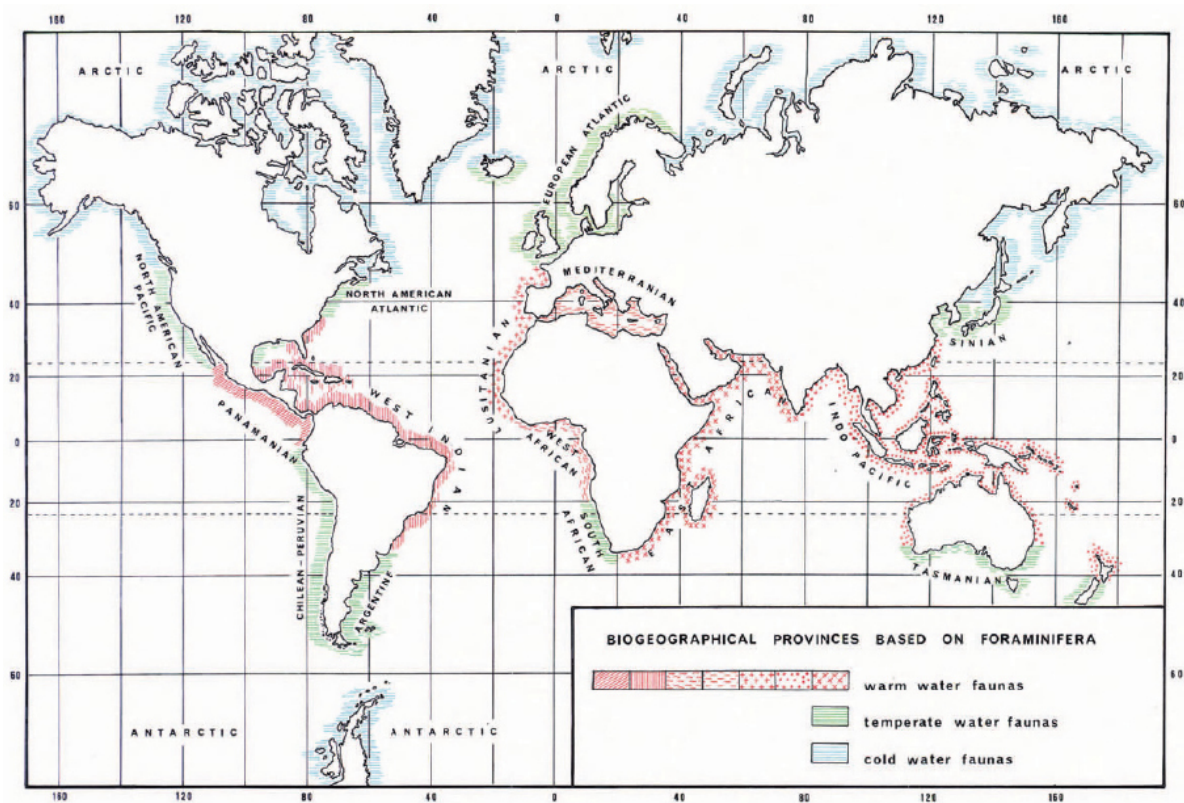 160 120 80 40 0 40 80 120 160
ARCTIC
ARCTIC
ARCTIC
EUROPEAN ATLANTIC
60
60
NORTH AMERICAN
PACIFIC
NORTH AMERICAN
ATLANTIC
MEDITERRANIAN
40
40
SINIAN
LUSITANIAN
20
20
WEST INDIAN
PANAMANIAN
WEST
AFRICAN
EAST AFRICAN
INDO PACIFIC
0
0
20
20
CHILEAN-PERUVIAN
SOUTH
AFRICAN
TASMANIAN
ARGENTINE
40
40
BIOGEOGRAPHICAL PROVINCES BASED ON FORAMINIFERA
warm water faunas
temperate water faunas
cold water faunas
60
60
ANTARCTIC
ANTARCTIC
160 120 80 40 0 40 80 120 160